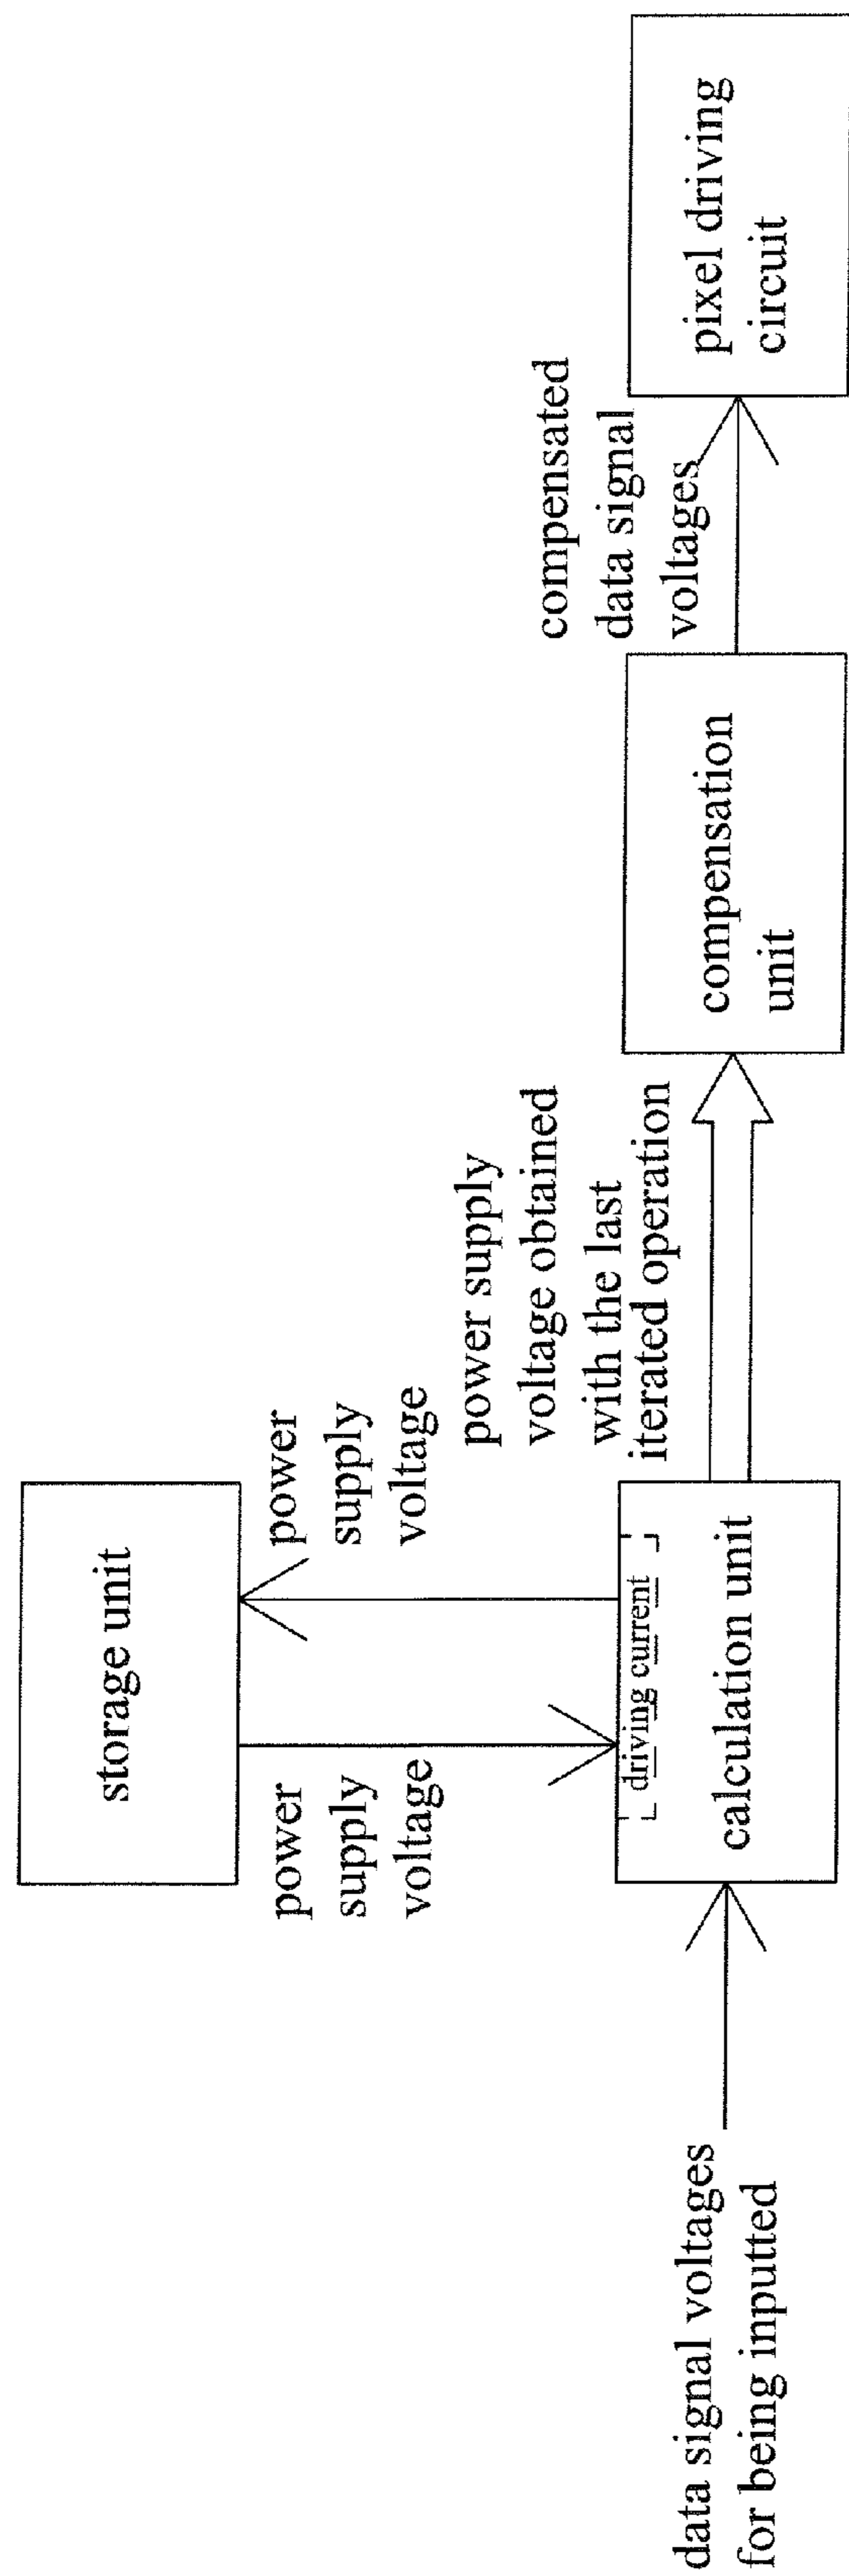 storage unit
power
supply
voltage
power
supply
voltage
data signal voltages
for being inputted
driving current
calculation unit
power supply
voltage obtained
with the last
iterated operation
compensation
unit
compensated
data signal
voltages
pixel driving
circuit